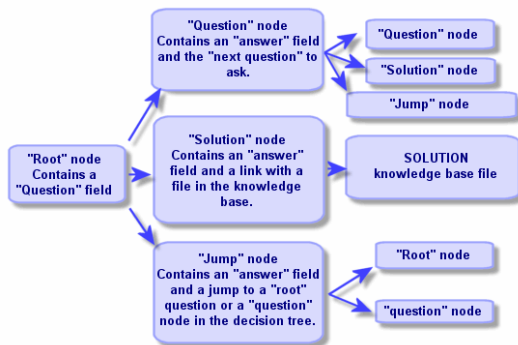 "Question" node
Contains an "answer" field
and the "next question" to
ask.
"Question" node
"Solution" node
"Jump" node
"Root" node
Contains a
"Question" field
"Solution" node
Contains an "answer"
field and a link with a
file in the knowledge
base.
SOLUTION
knowledge base file
"Jump" node
Contains an "answer" field
and a jump to a "root"
question or a "question"
node in the decision tree.
"Root" node
"question" node